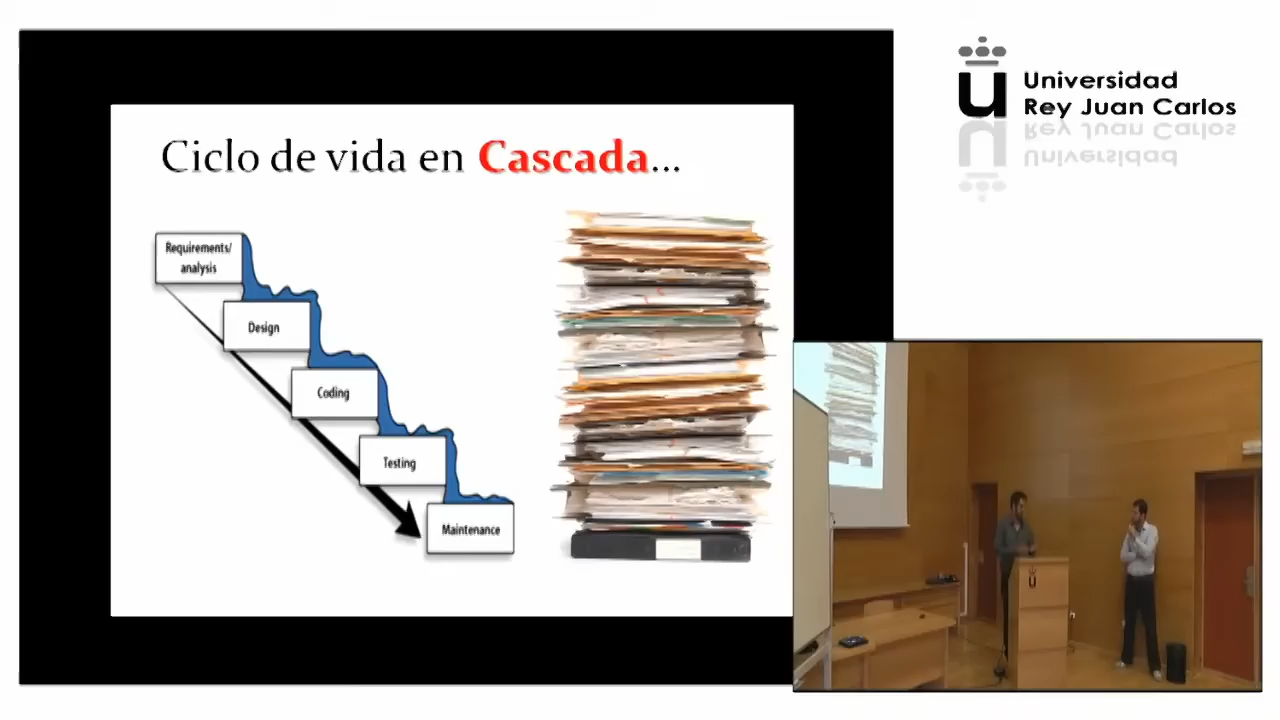 Ciclo de vida en Cascada...
Requirements/
analysis
Design
Coding
Testing
Maintenance
Universidad
Rey Juan Carlos